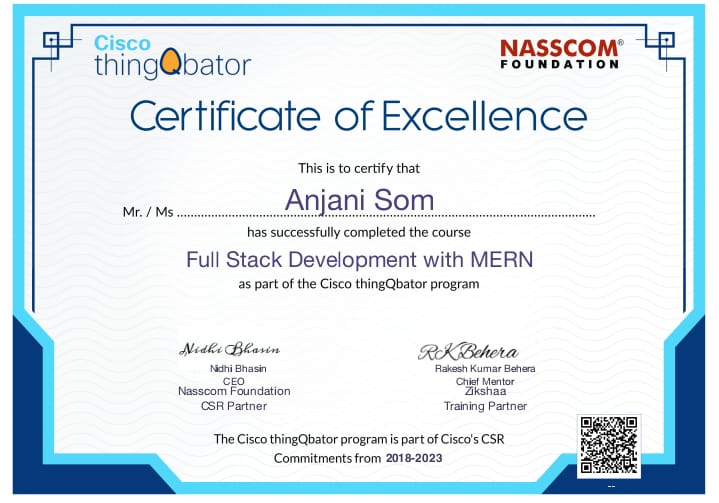 Cisco
thingQbator
NASSCOM®
FOUNDATION
Certificate of Excellence
This is to certify that
Mr. / Ms Anjani Som
has successfully completed the course
Full Stack Development with MERN
as part of the Cisco thingQbator program
Nidhi Bhasin
RKBehera
Nidhi Bhasin
Rakesh Kumar Behera
CEO
Chief Mentor
Nasscom Foundation
Zikshaa
CSR Partner
Training Partner
The Cisco thingQbator program is part of Cisco's CSR
Commitments from 2018-2023
--